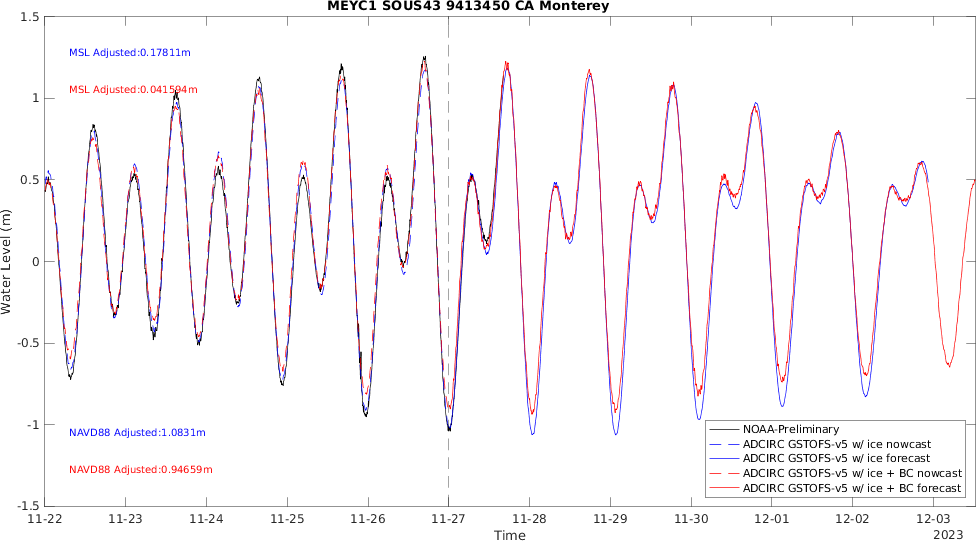 MEYC1 SOUS43 9413450 CA Monterey
1.5
MSL Adjusted:0.17811m
MSL Adjusted:0.041594m
1
0.5
0
-0.5
-1
-1.5
Water Level (m)
NAVD88 Adjusted:1.0831m
NAVD88 Adjusted:0.94659m
NOAA-Preliminary
ADCIRC GSTOFS-v5 w/ ice nowcast
ADCIRC GSTOFS-v5 w/ ice forecast
ADCIRC GSTOFS-v5 w/ ice + BC nowcast
ADCIRC GSTOFS-v5 w/ ice + BC forecast
11-22 11-23 11-24 11-25 11-26 11-27 11-28 11-29 11-30 12-01 12-02 12-03
Time
2023